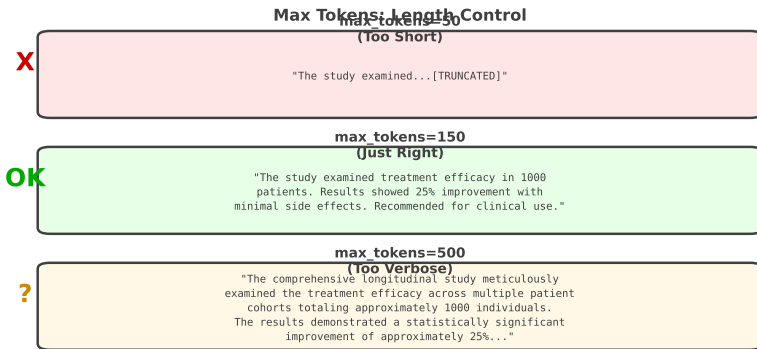 Max Tokens: Length Control
max_tokens=50
(Too Short)
X
"The study examined...[TRUNCATED]"
max_tokens=150
(Just Right)
OK
"The study examined treatment efficacy in 1000
patients. Results showed 25% improvement with
minimal side effects. Recommended for clinical use."
max_tokens=500
(Too Verbose)
?
"The comprehensive longitudinal study meticulously
examined the treatment efficacy across multiple patient
cohorts totaling approximately 1000 individuals.
The results demonstrated a statistically significant
improvement of approximately 25%..."